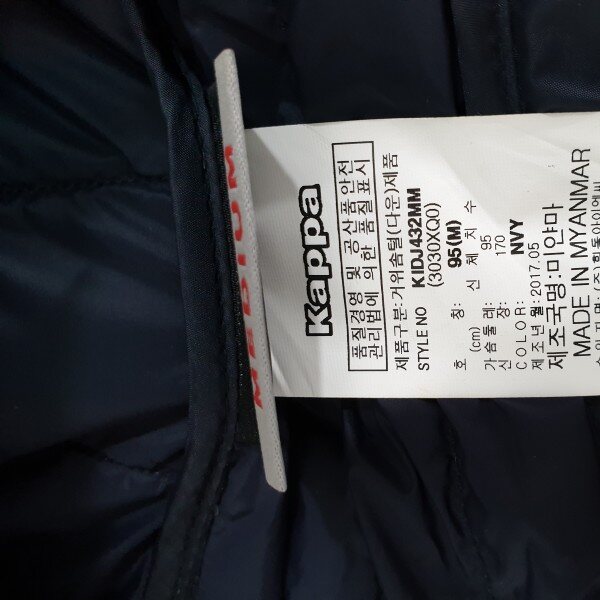 MEDIUM
Kappa
품질경영 및 공산품안전
관리법에 의한 품질표시
제품구분:거위솜털(다운)제품
STYLE NO KIDJ432MM
(3030XQ0)
호 칭: 95(M)
(cm) 신 체 치 수
가슴둘레: 95
신 장: 170
COLOR: NVY
제조년월:2017.05
제조국명:미얀마
MADE IN MYANMAR